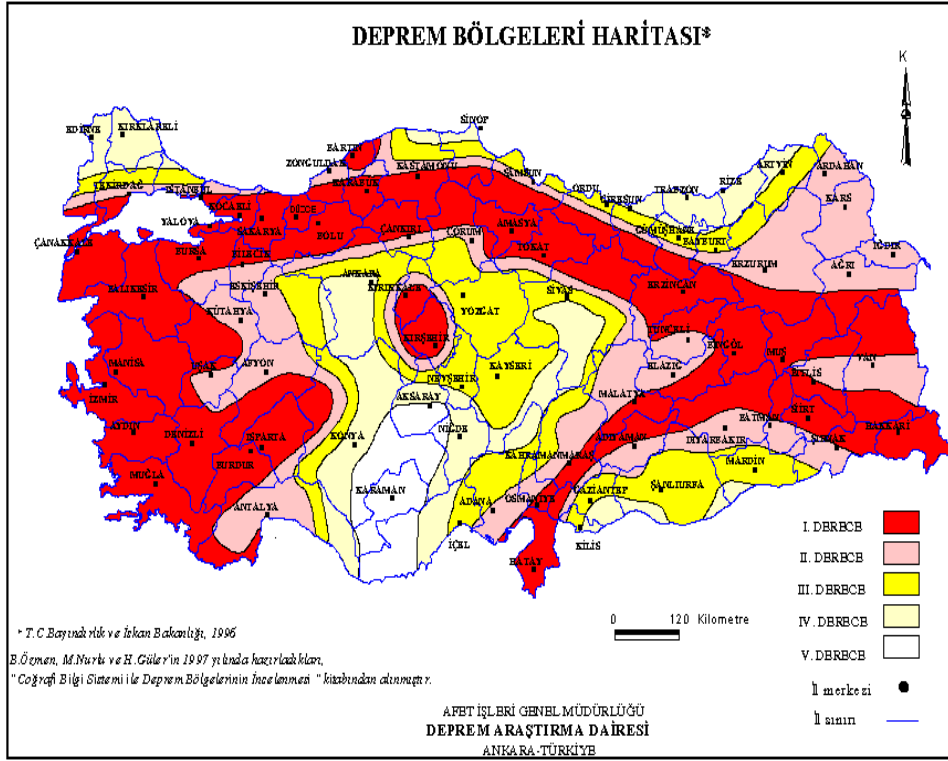 DEPREM BÖLGELERİ HARİTASI*
K
SİNOP
EDİRNE
KIRKLARELİ
BARTIN
ZONGULDAK
KASTAMONU
SAMSUN
ARTVİN
ARDAHAN
TEKİRDAĞ
İSTANBUL
KARABÜK
ORDU
GİRESUN
TRABZON
RİZE
KARS
KOCAELİ
YALOVA
SAKARYA
DÜZCE
BOLU
ÇANKIRI
ÇORUM
AMASYA
TOKAT
GÜMÜŞHANE
BAYBURT
IĞDIR
ÇANAKKALE
BURSA
BİLECİK
ERZURUM
AĞRI
ANKARA
KIRIKKALE
BALIKESİR
ESKİŞEHİR
YOZGAT
SİVAS
ERZİNCAN
KÜTAHYA
KIRŞEHİR
TUNCELİ
BİNGÖL
MUŞ
VAN
MANİSA
UŞAK
AFYON
NEVŞEHİR
KAYSERİ
ELAZIĞ
BİTLİS
İZMİR
AKSARAY
MALATYA
SİİRT
AYDIN
DENİZLİ
ISPARTA
KONYA
NİĞDE
ADIYAMAN
DİYARBAKIR
BATMAN
ŞIRNAK
HAKKARİ
BURDUR
KAHRAMANMARAŞ
MARDİN
MUĞLA
KARAMAN
ADANA
OSMANİYE
GAZİANTEP
ŞANLIURFA
ANTALYA
İÇEL
KİLİS
HATAY
I. DERECE
II. DERECE
III. DERECE
IV. DERECE
V. DERECE
İl merkezi
İl sınırı
0 120 Kilometre
* T.C Bayındırlık ve İskan Bakanlığı, 1996
B.Özmen, M.Nurlu ve H.Güler'in 1997 yılında hazırladıkları,
"Coğrafi Bilgi Sistemi ile Deprem Bölgelerinin İncelenmesi " kitabından alınmıştır.
AFET İŞLERİ GENEL MÜDÜRLÜĞÜ
DEPREM ARAŞTIRMA DAİRESİ
ANKARA-TÜRKİYE